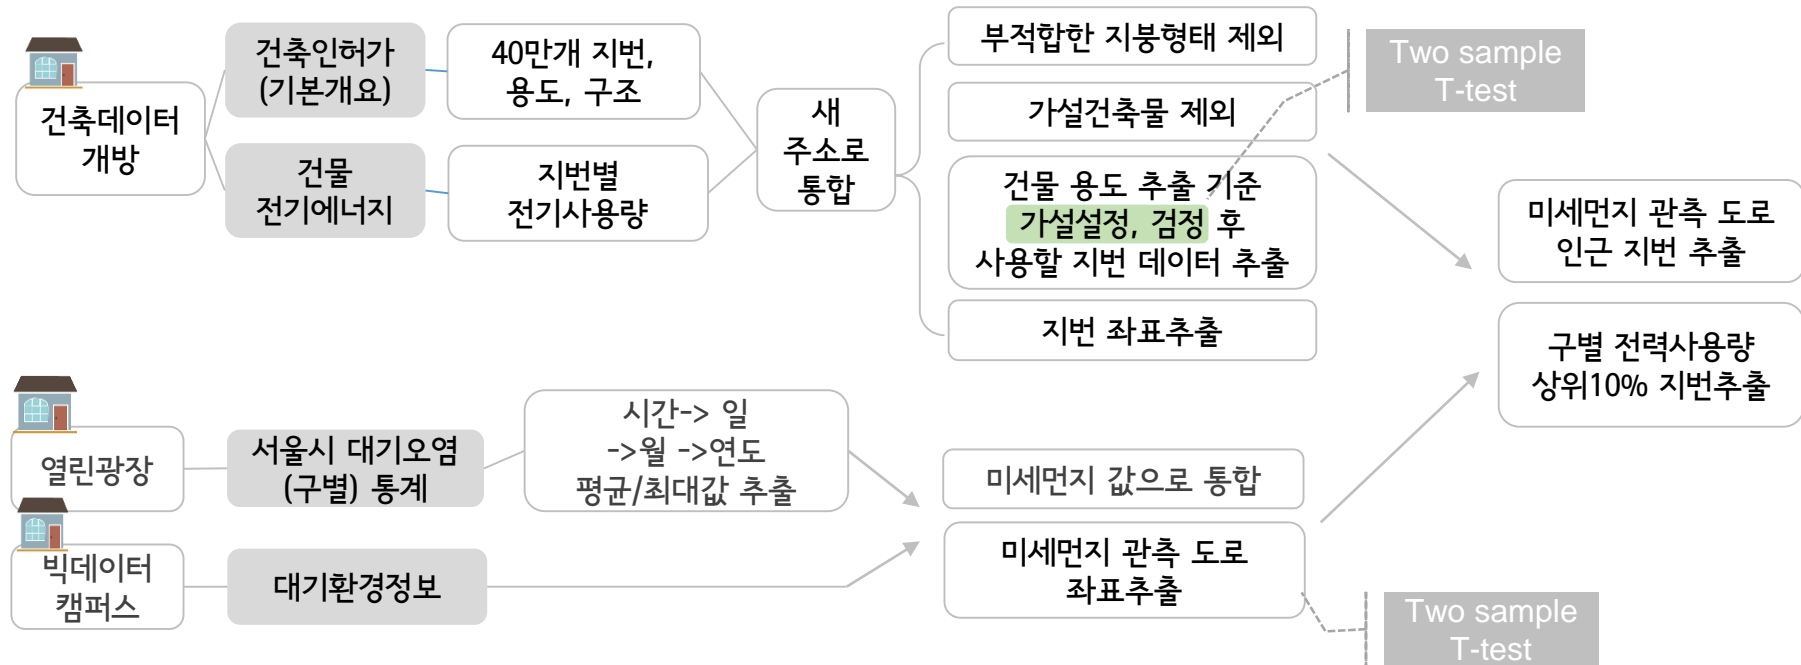 건축데이터
개방
건축인허가
(기본개요)
40만개 지번,
용도, 구조
건물
전기에너지
지번별
전기사용량
새
주소로
통합
부적합한 지붕형태 제외
가설건축물 제외
건물 용도 추출 기준
가설설정, 검정 후
사용할 지번 데이터 추출
지번 좌표추출
Two sample
T-test
미세먼지 관측 도로
인근 지번 추출
구별 전력사용량
상위10% 지번추출
열린광장
서울시 대기오염
(구별) 통계
시간-> 일
->월 ->연도
평균/최대값 추출
빅데이터
캠퍼스
대기환경정보
미세먼지 값으로 통합
미세먼지 관측 도로
좌표추출
Two sample
T-test